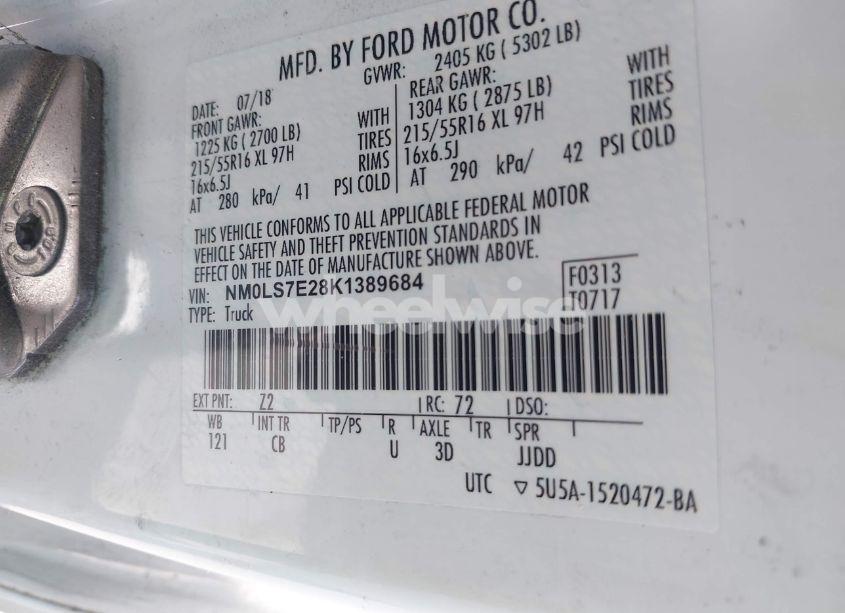 MFD. BY FORD MOTOR CO.
DATE: 07/18 GVWR: 2405 KG ( 5302 LB)
FRONT GAWR: REAR GAWR:
1225 KG ( 2700 LB) WITH 1304 KG ( 2875 LB) WITH
215/55R16 XL 97H TIRES 215/55R16 XL 97H TIRES
16x6.5J RIMS 16x6.5J RIMS
AT 280 kPa/ 41 PSI COLD AT 290 kPa/ 42 PSI COLD
THIS VEHICLE CONFORMS TO ALL APPLICABLE FEDERAL MOTOR
VEHICLE SAFETY AND THEFT PREVENTION STANDARDS IN
EFFECT ON THE DATE OF MANUFACTURE SHOWN ABOVE.
VIN: NM0LS7E28K1389684 F0313
TYPE: Truck T0717
wheelwise
EXT PNT: Z2 RC: 72 DSO:
WB INT TR TP/PS R AXLE TR SPR
121 CB U 3D JJDD
UTC ▽ 5U5A-1520472-BA